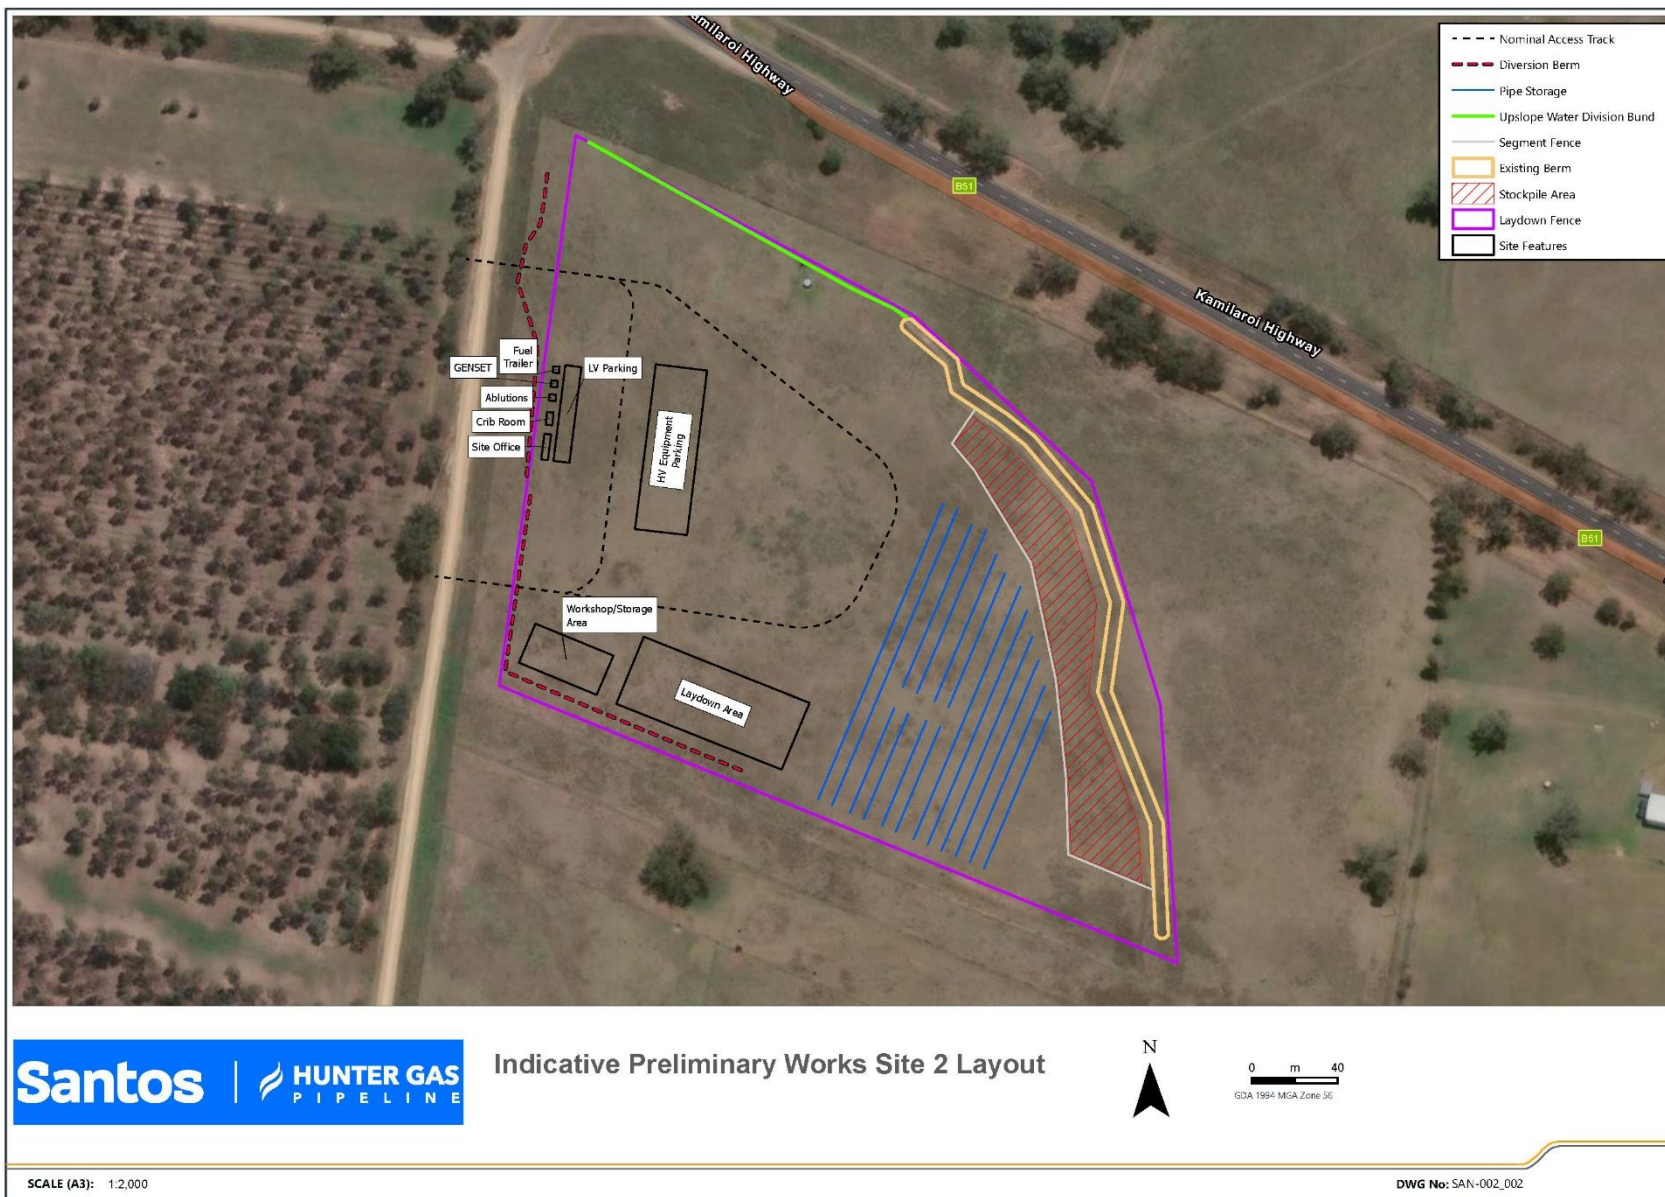 amilaroi Highway
Nominal Access Track
Diversion Berm
Pipe Storage
Upslope Water Division Bund
Segment Fence
Existing Berm
Stockpile Area
Laydown Fence
Site Features
B51
Kamilaroi Highway
B51
Fuel
Trailer
GENSET
LV Parking
Ablutions
Crib Room
Site Office
HV Equipment
Parking
Workshop/Storage
Area
Laydown Area
Santos
HUNTER GAS
PIPELINE
Indicative Preliminary Works Site 2 Layout
N
0 m 40
GDA 1994 MGA Zone 56
SCALE (A3): 1:2,000
DWG No: SAN-002_002